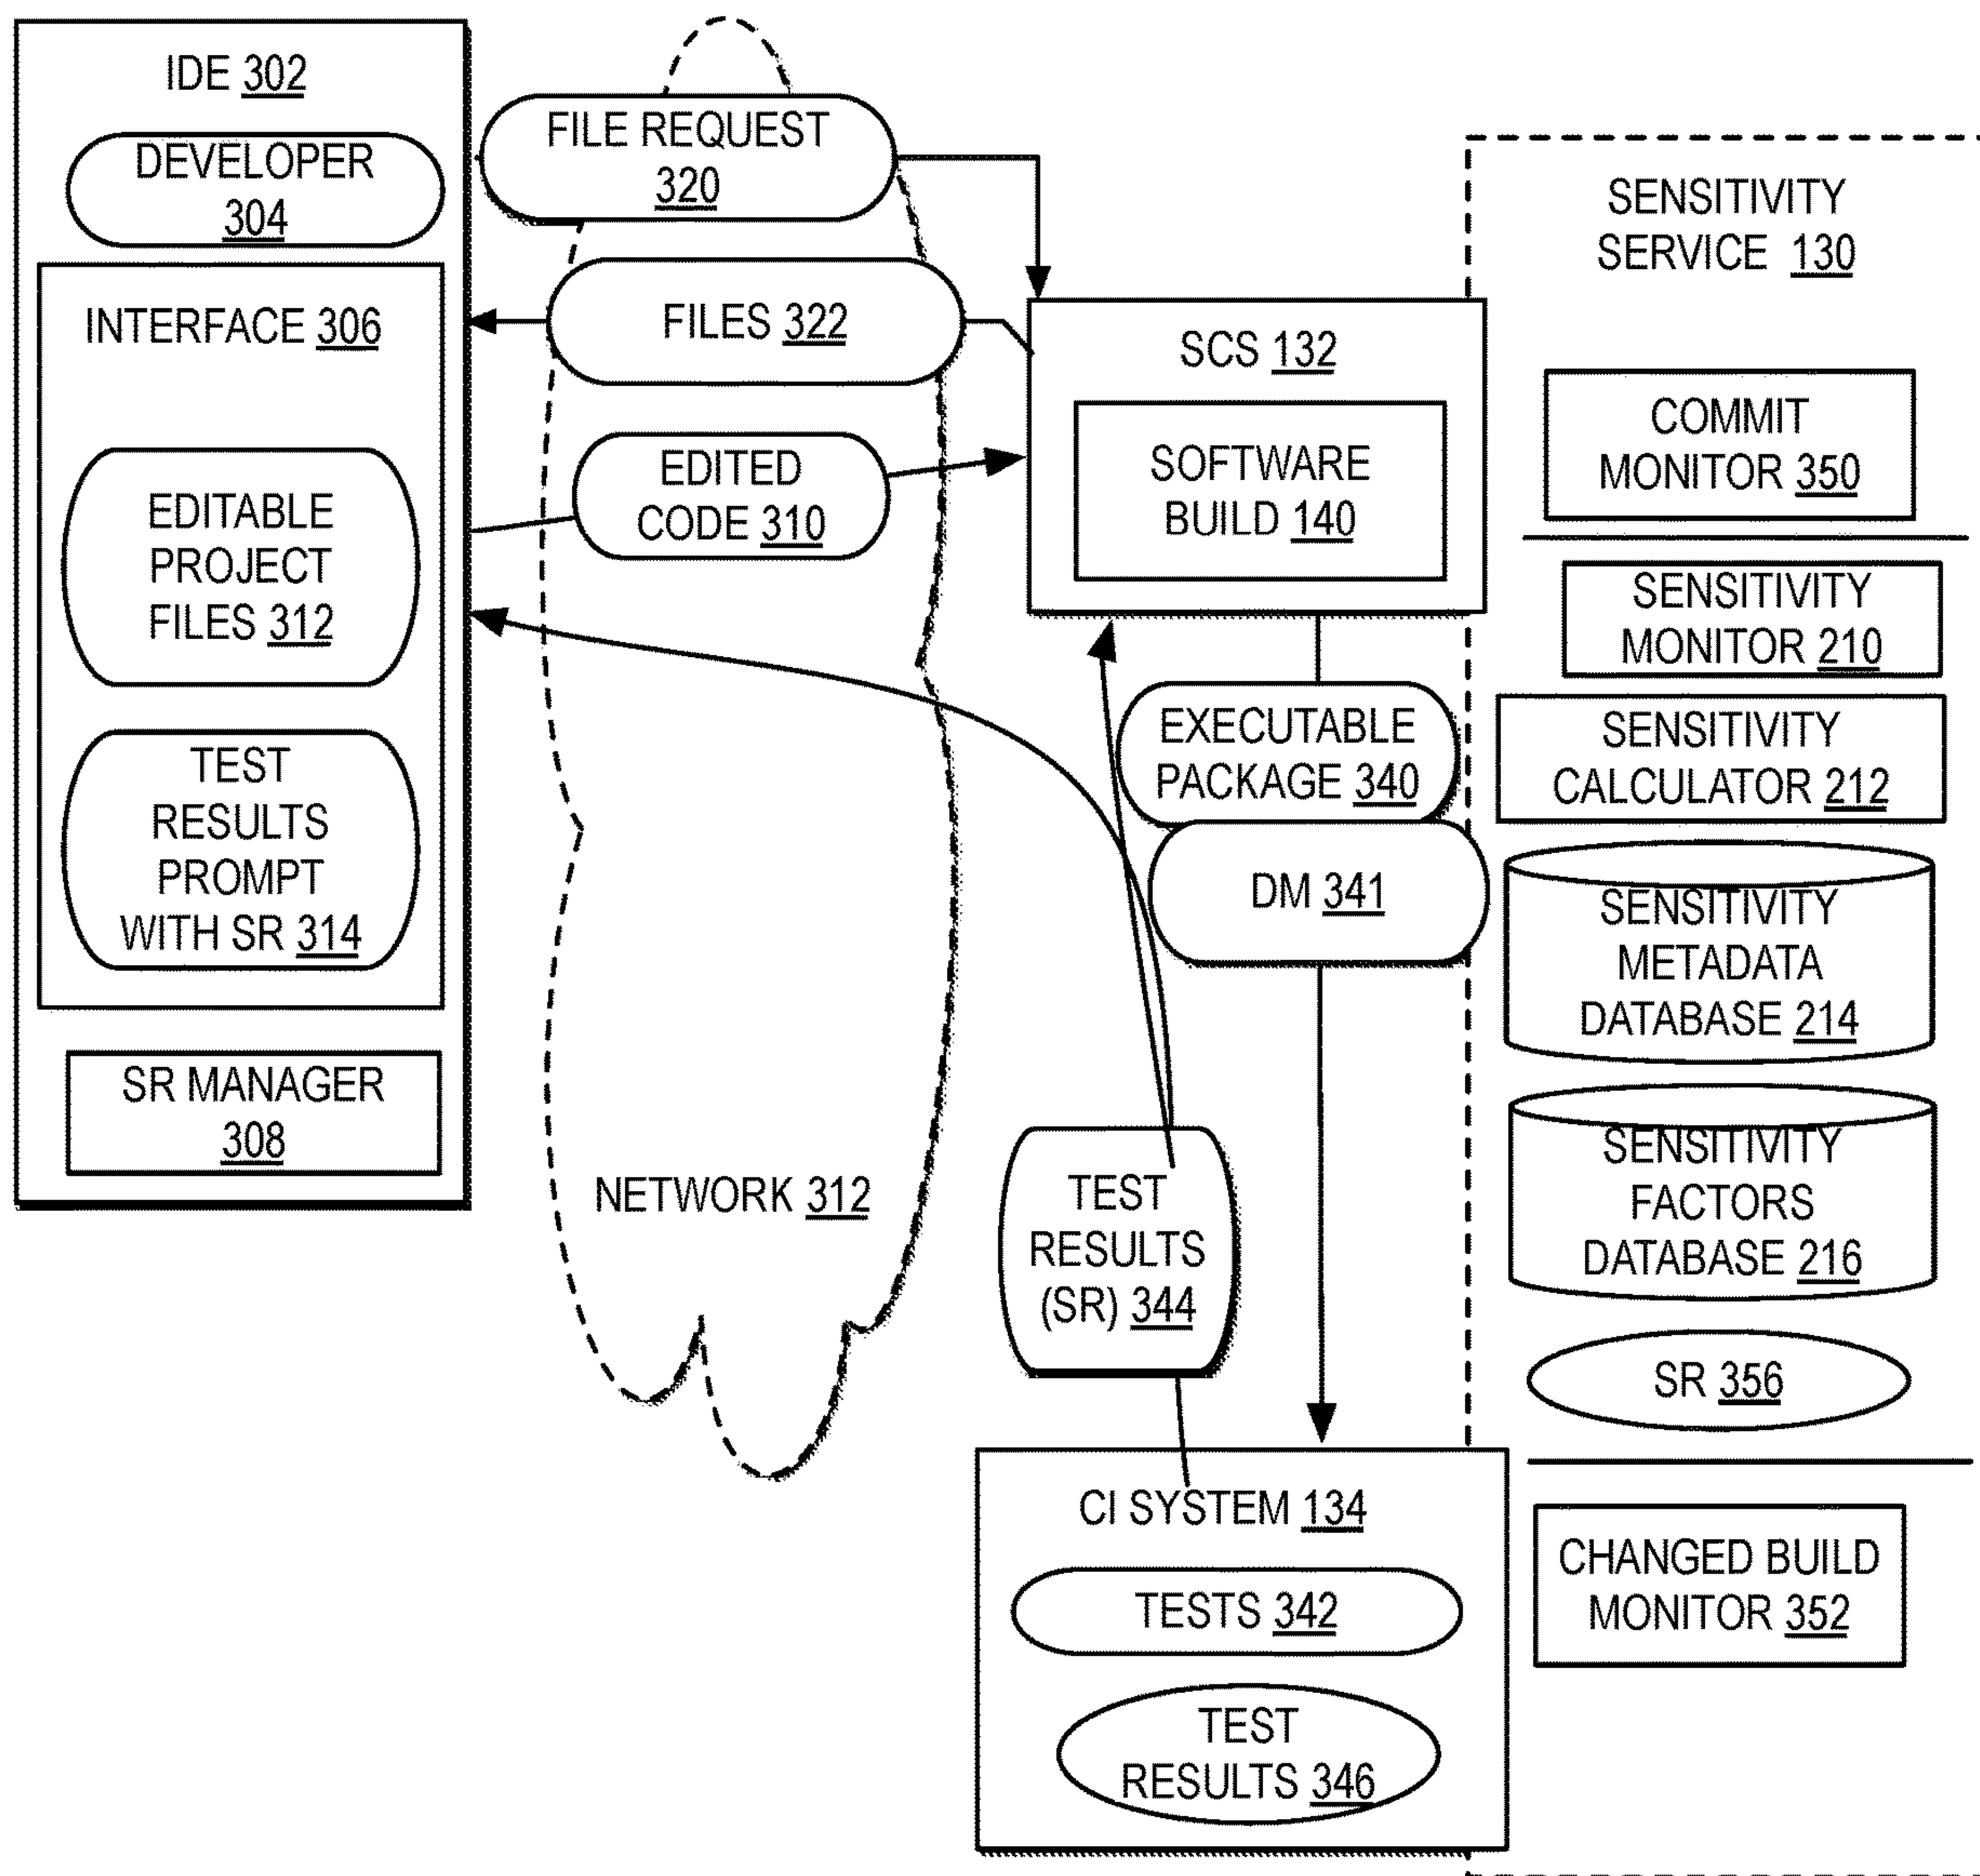 IDE 302
DEVELOPER
304
INTERFACE 306
EDITABLE
PROJECT
FILES 312
TEST
RESULTS
PROMPT
WITH SR 314
SR MANAGER
308
FILE REQUEST
320
FILES 322
EDITED
CODE 310
NETWORK 312
SCS 132
SOFTWARE
BUILD 140
EXECUTABLE
PACKAGE 340
DM 341
TEST
RESULTS
(SR) 344
CI SYSTEM 134
TESTS 342
TEST
RESULTS 346
SENSITIVITY
SERVICE 130
COMMIT
MONITOR 350
SENSITIVITY
MONITOR 210
SENSITIVITY
CALCULATOR 212
SENSITIVITY
METADATA
DATABASE 214
SENSITIVITY
FACTORS
DATABASE 216
SR 356
CHANGED BUILD
MONITOR 352